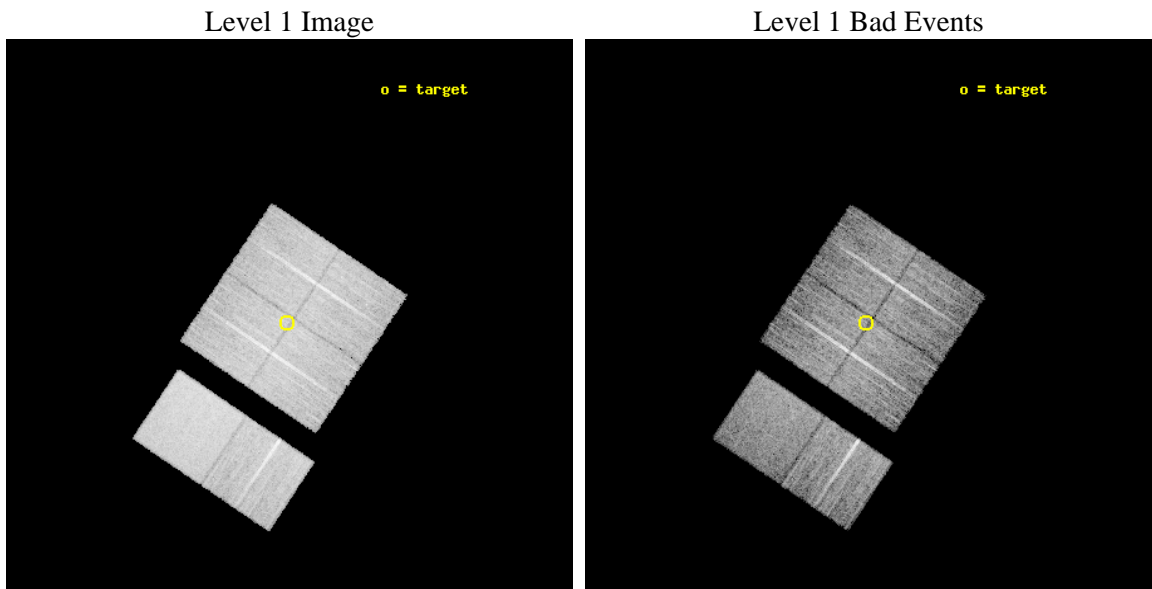 Level 1 Image
Level 1 Bad Events
o = target
o = target